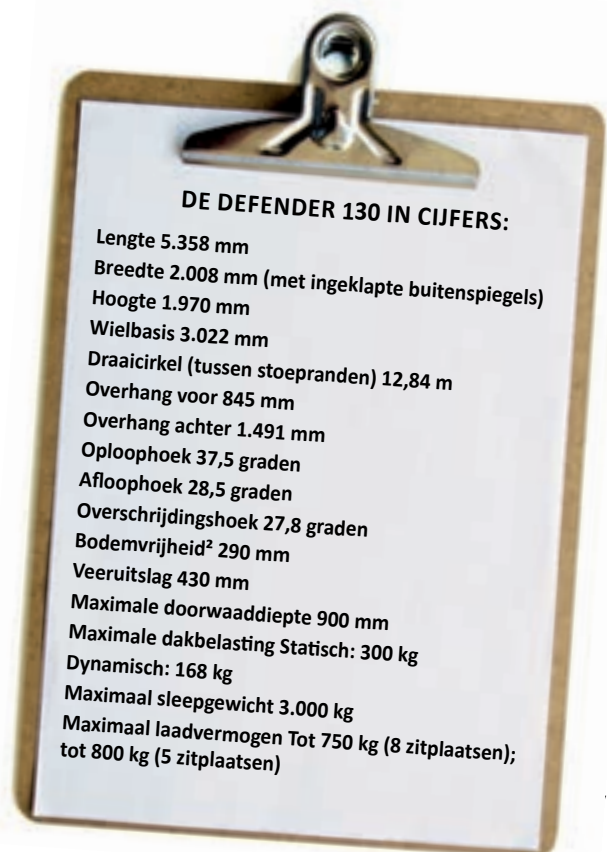 DE DEFENDER 130 IN CIJFERS:
Lengte 5.358 mm
Breedte 2.008 mm (met ingeklapte buitenspiegels)
Hoogte 1.970 mm
Wielbasis 3.022 mm
Draaicirkel (tussen stoepranden) 12,84 m
Overhang voor 845 mm
Overhang achter 1.491 mm
Oploophoek 37,5 graden
Afloophoek 28,5 graden
Overschrijdingshoek 27,8 graden
Bodemvrijheid² 290 mm
Veeruitslag 430 mm
Maximale doorwaaddiepte 900 mm
Maximale dakbelasting Statisch: 300 kg
Dynamisch: 168 kg
Maximaal sleepgewicht 3.000 kg
Maximaal laadvermogen Tot 750 kg (8 zitplaatsen);
tot 800 kg (5 zitplaatsen)